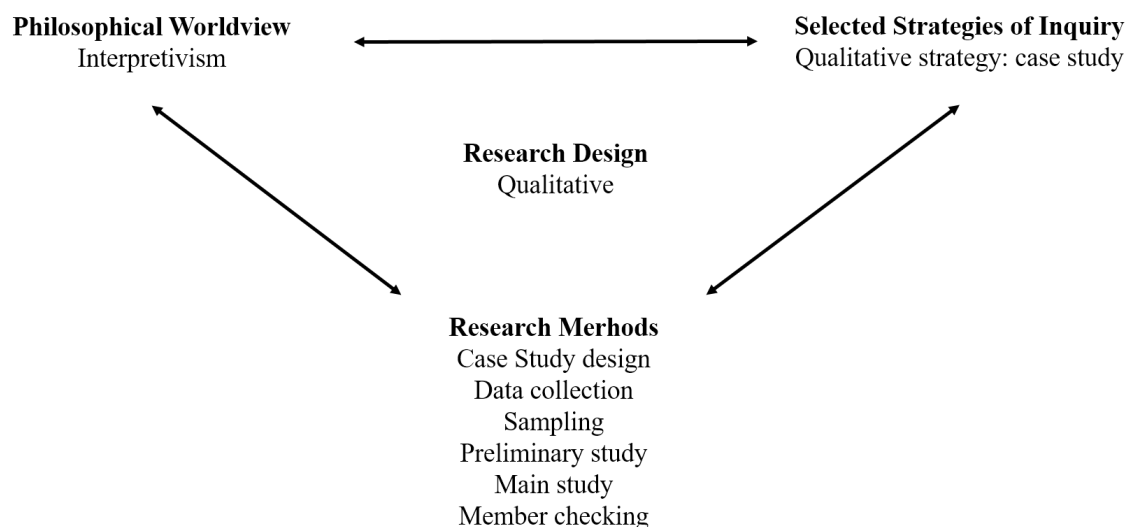 Philosophical Worldview
Interpretivism
Selected Strategies of Inquiry
Qualitative strategy: case study
Research Design
Qualitative
Research Merhods
Case Study design
Data collection
Sampling
Preliminary study
Main study
Member checking